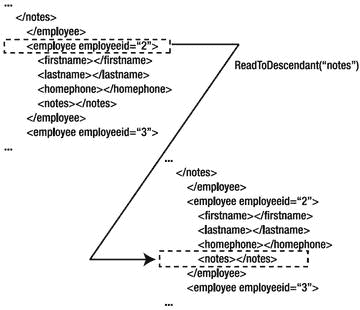 ...
</notes>
</employee>
<employee employeeid=“2”>
<firstname></firstname>
<lastname></lastname>
<homephone></homephone>
<notes></notes>
</employee>
<employee employeeid=“3”>
...
ReadToDescendant(“notes”)
...
</notes>
</employee>
<employee employeeid=“2”>
<firstname></firstname>
<lastname></lastname>
<homephone></homephone>
<notes></notes>
</employee>
<employee employeeid=“3”>
...